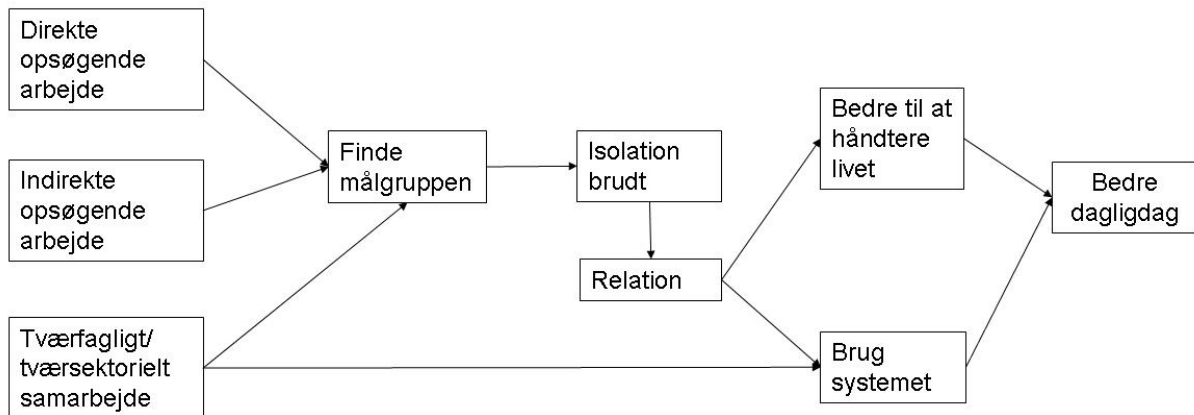 Direkte
opsøgende
arbejde
Indirekte
opsøgende
arbejde
Tværfagligt/
tværsektorielt
samarbejde
Finde
målgruppen
Isolation
brudt
Relation
Bedre til at
håndtere
livet
Brug
systemet
Bedre
dagligdag